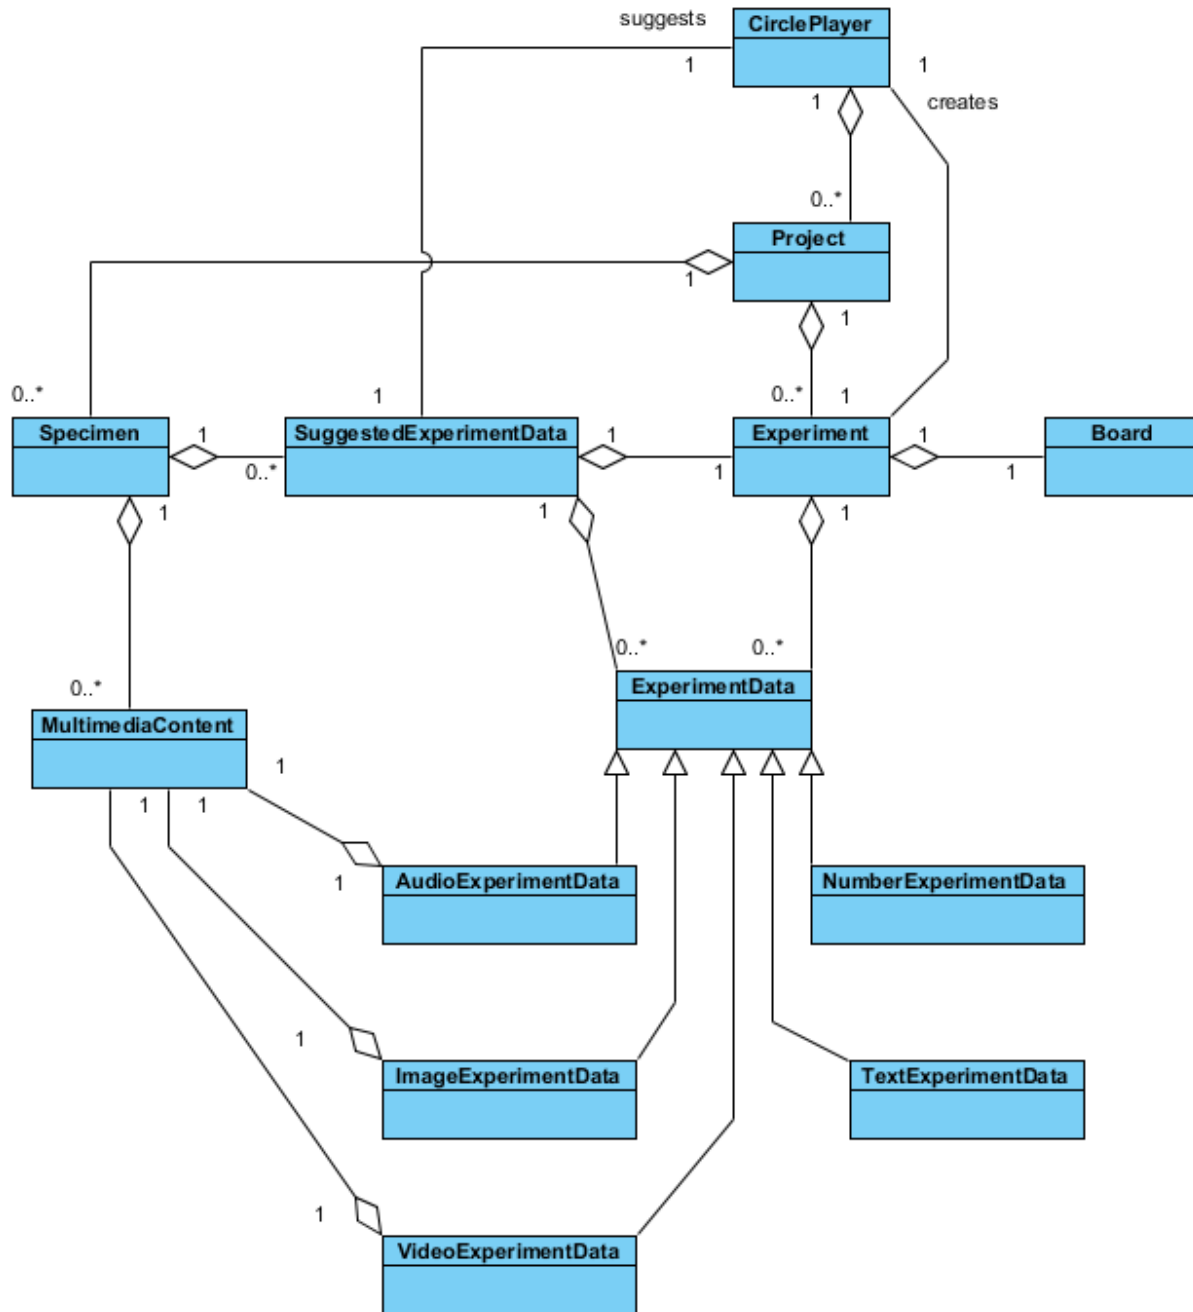 suggests
CirclePlayer
1
1
1
creates
0..*
Project
1
1
0..*
1
0..*
1
Specimen
1
0..*
SuggestedExperimentData
1
1
Experiment
1
1
Board
1
1
1
0..*
0..*
ExperimentData
0..*
MultimediaContent
1
1
1
1
AudioExperimentData
NumberExperimentData
1
ImageExperimentData
TextExperimentData
1
VideoExperimentData